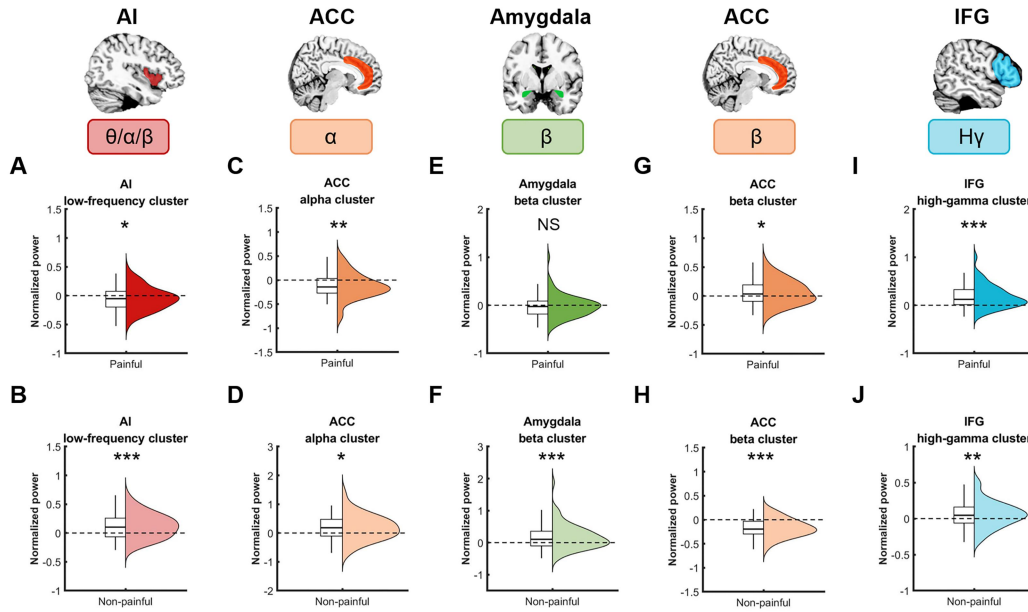 AI
ACC
Amygdala
ACC
IFG
θ/α/β
α
β
β
Hγ
A
AI
low-frequency cluster
*
Normalized power
1.5
1
0.5
0
-0.5
-1
Painful
C
ACC
alpha cluster
**
Normalized power
1.5
1
0.5
0
-0.5
-1
-1.5
Painful
E
Amygdala
beta cluster
NS
Normalized power
2
1
0
-1
Painful
G
ACC
beta cluster
*
Normalized power
1.5
1
0.5
0
-0.5
-1
Painful
I
IFG
high-gamma cluster
***
Normalized power
2
1
0
-1
Painful
B
AI
low-frequency cluster
***
Normalized power
1.5
1
0.5
0
-0.5
-1
Non-painful
D
ACC
alpha cluster
*
Normalized power
3
2
1
0
-1
-2
Non-painful
F
Amygdala
beta cluster
***
Normalized power
3
2
1
0
-1
Non-painful
H
ACC
beta cluster
***
Normalized power
1.5
1
0.5
0
-0.5
-1
-1.5
Non-painful
J
IFG
high-gamma cluster
**
Normalized power
1
0.5
0
-0.5
-1
Non-painful